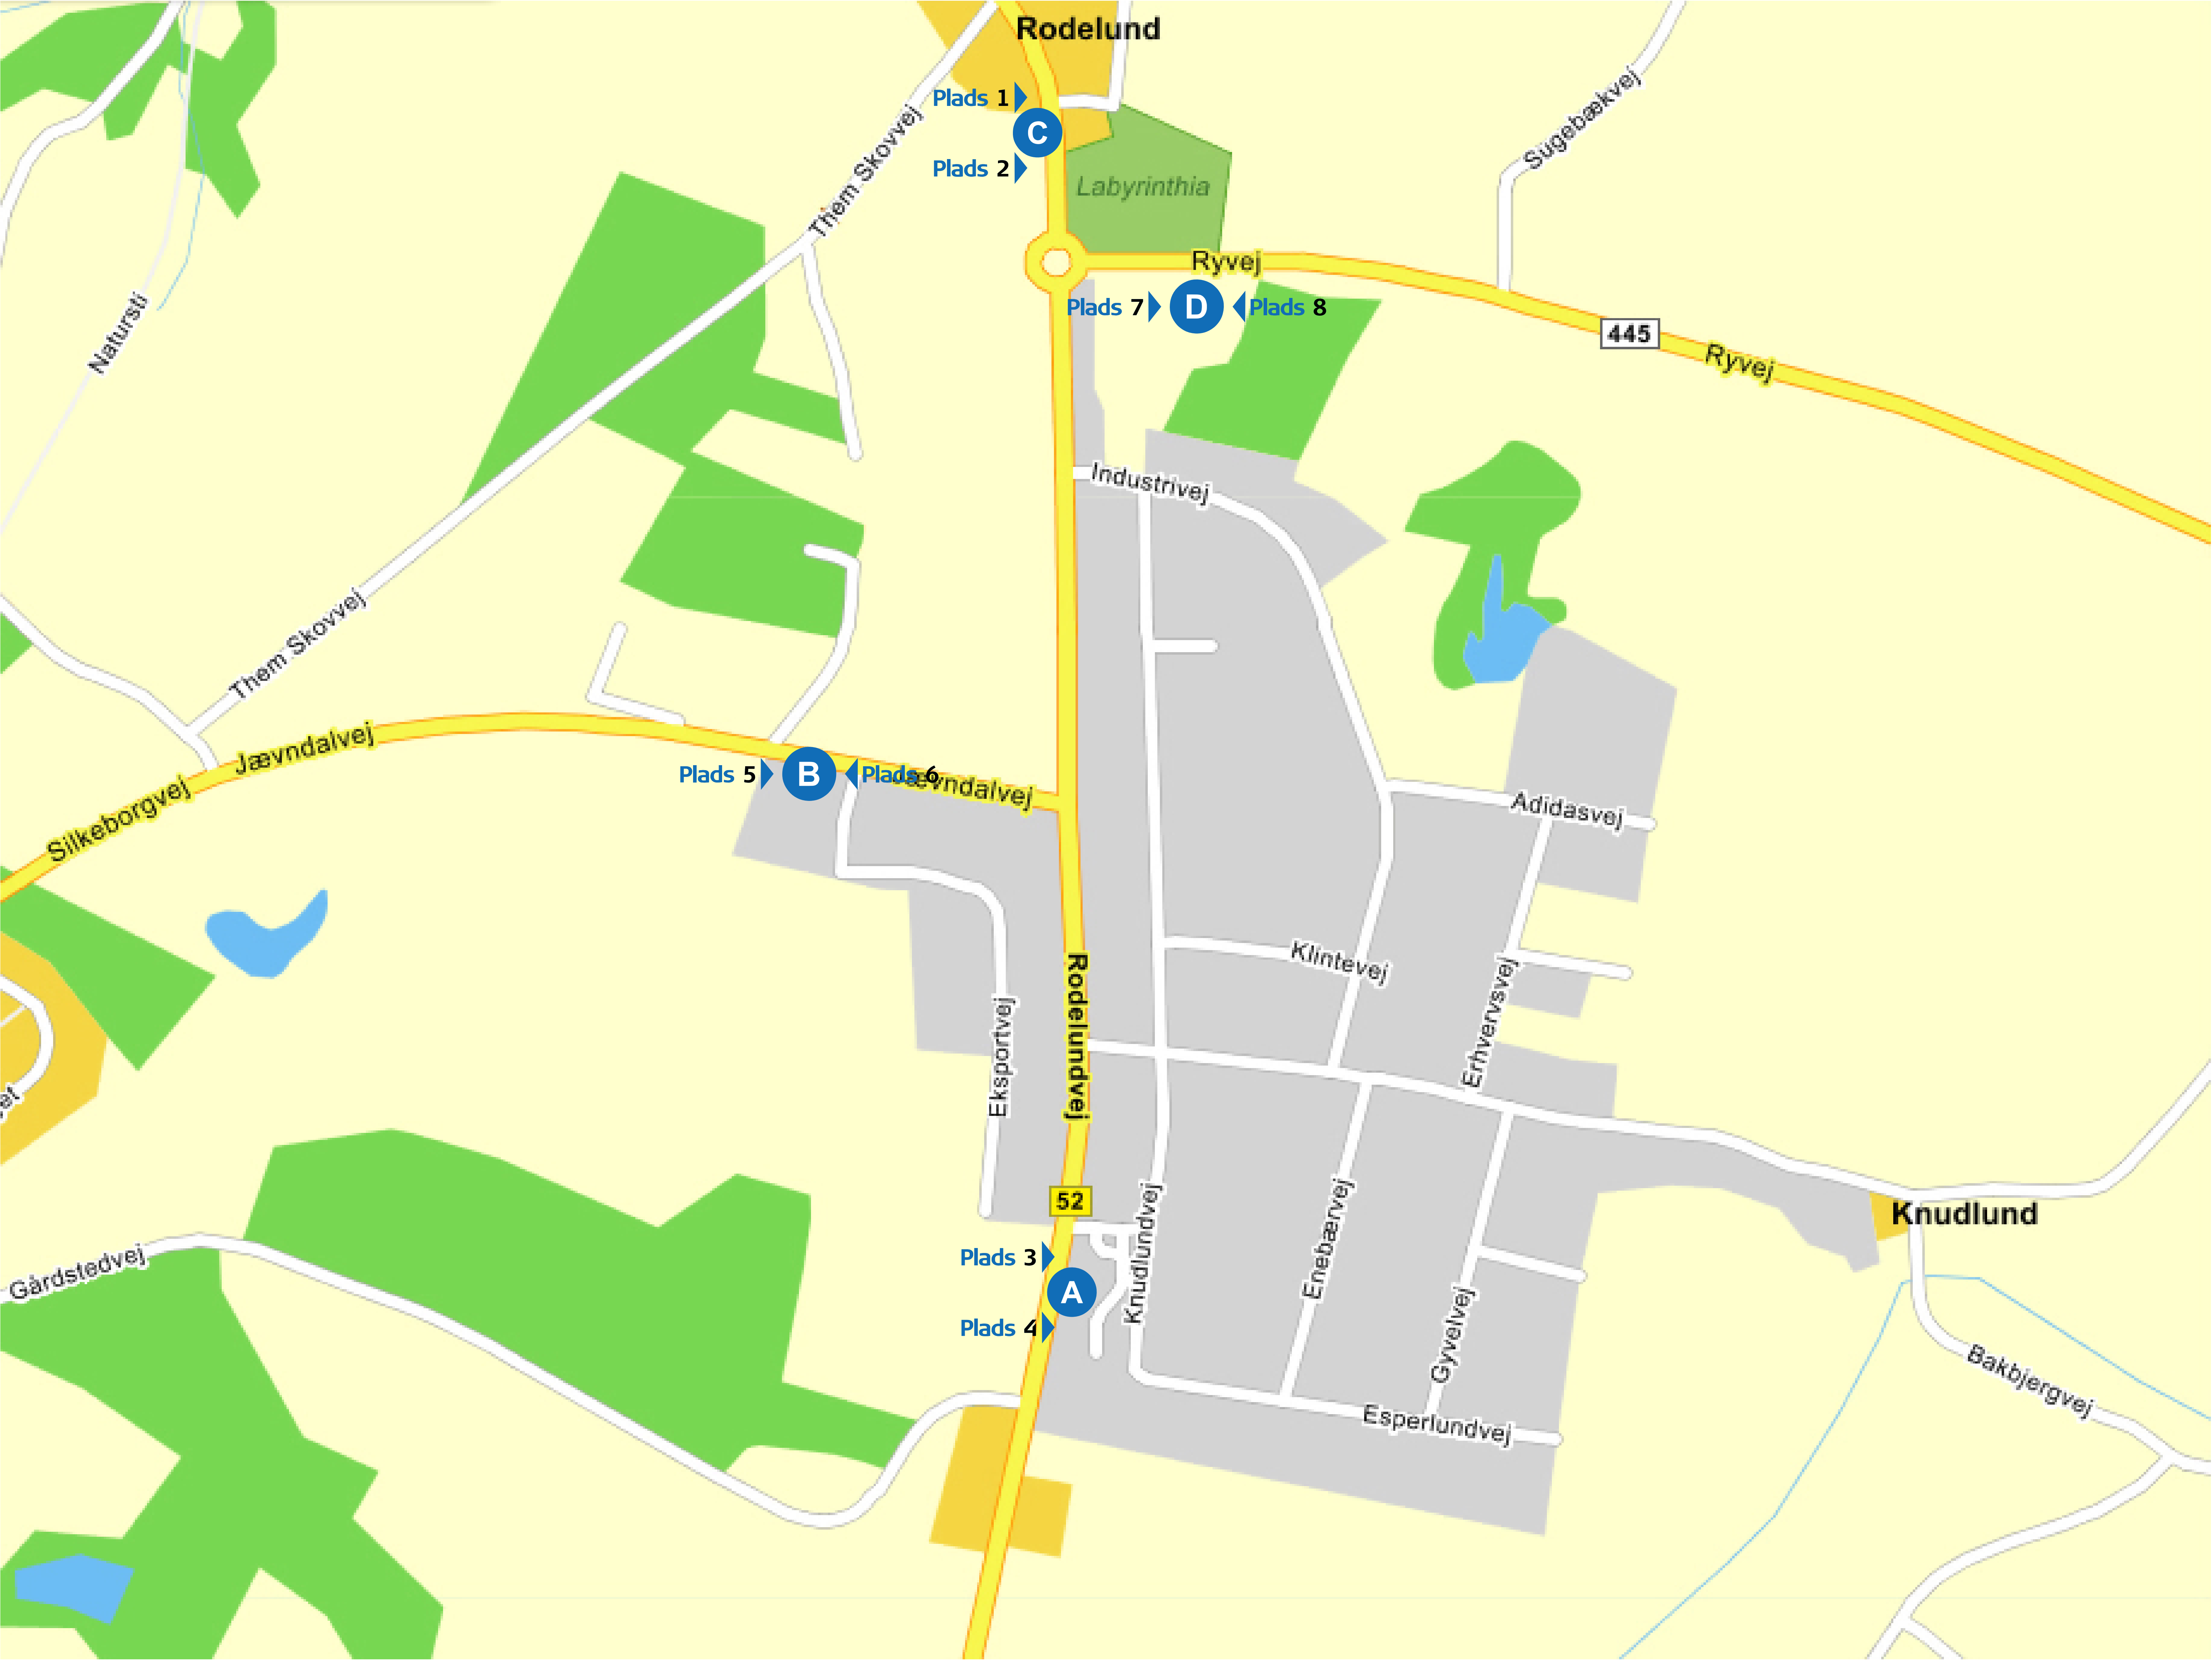 Rodelund
Plads 1
C
Plads 2
Labyrinthia
Them Skovvej
Sugebækvej
Ryvej
Plads 7
D
Plads 8
445
Ryvej
Natursti
Industrivej
Them Skovvej
Jævndalvej
Silkeborgvej
Plads 5
B
Plads 6
Jævndalvej
Adidasvej
Klintevej
Erhvervsvej
Rodelundvej
Eksportvej
52
Knudlund
Plads 3
A
Plads 4
Knudlundvej
Enebærvej
Gyvelvej
Gårdstedvej
Bakbjergvej
Esperlundvej